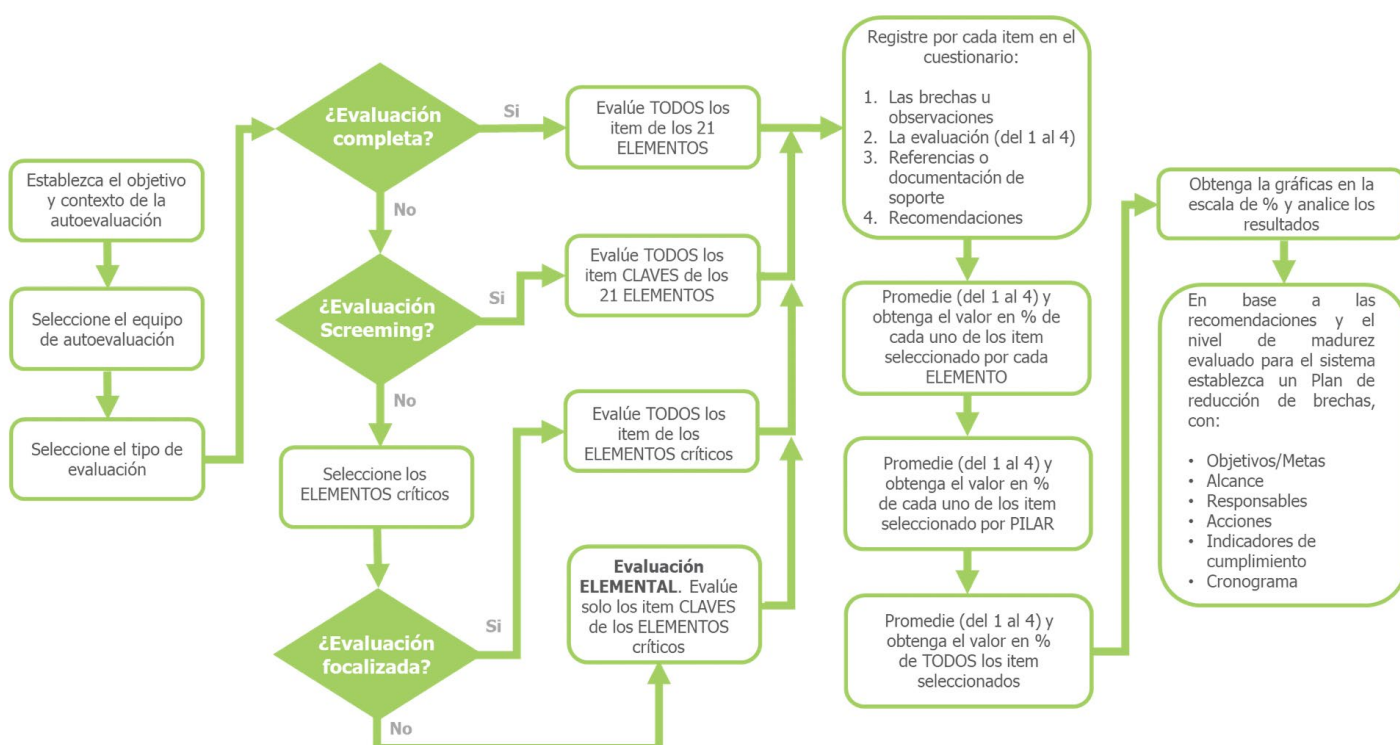 Establezca el objetivo
y contexto de la
autoevaluación
Seleccione el equipo
de autoevaluación
Seleccione el tipo de
evaluación
¿Evaluación
completa?
Si
No
Evalúe TODOS los
item de los 21
ELEMENTOS
¿Evaluación
Screeming?
Si
No
Evalúe TODOS los
item CLAVES de los
21 ELEMENTOS
Seleccione los
ELEMENTOS críticos
¿Evaluación
focalizada?
Si
No
Evalúe TODOS los
item de los
ELEMENTOS críticos
Evaluación
ELEMENTAL. Evalúe
solo los item CLAVES
de los ELEMENTOS
críticos
Registre por cada item en el
cuestionario:
1. Las brechas u
observaciones
2. La evaluación (del 1 al 4)
3. Referencias o
documentación de
soporte
4. Recomendaciones
Promedie (del 1 al 4) y
obtenga el valor en % de
cada uno de los item
seleccionado por cada
ELEMENTO
Promedie (del 1 al 4) y
obtenga el valor en %
de cada uno de los item
seleccionado por PILAR
Promedie (del 1 al 4) y
obtenga el valor en %
de TODOS los item
seleccionados
Obtenga la gráficas en la
escala de % y analice los
resultados
En base a las
recomendaciones y el
nivel de madurez
evaluado para el sistema
establezca un Plan de
reducción de brechas,
con:
• Objetivos/Metas
• Alcance
• Responsables
• Acciones
• Indicadores de
cumplimiento
• Cronograma